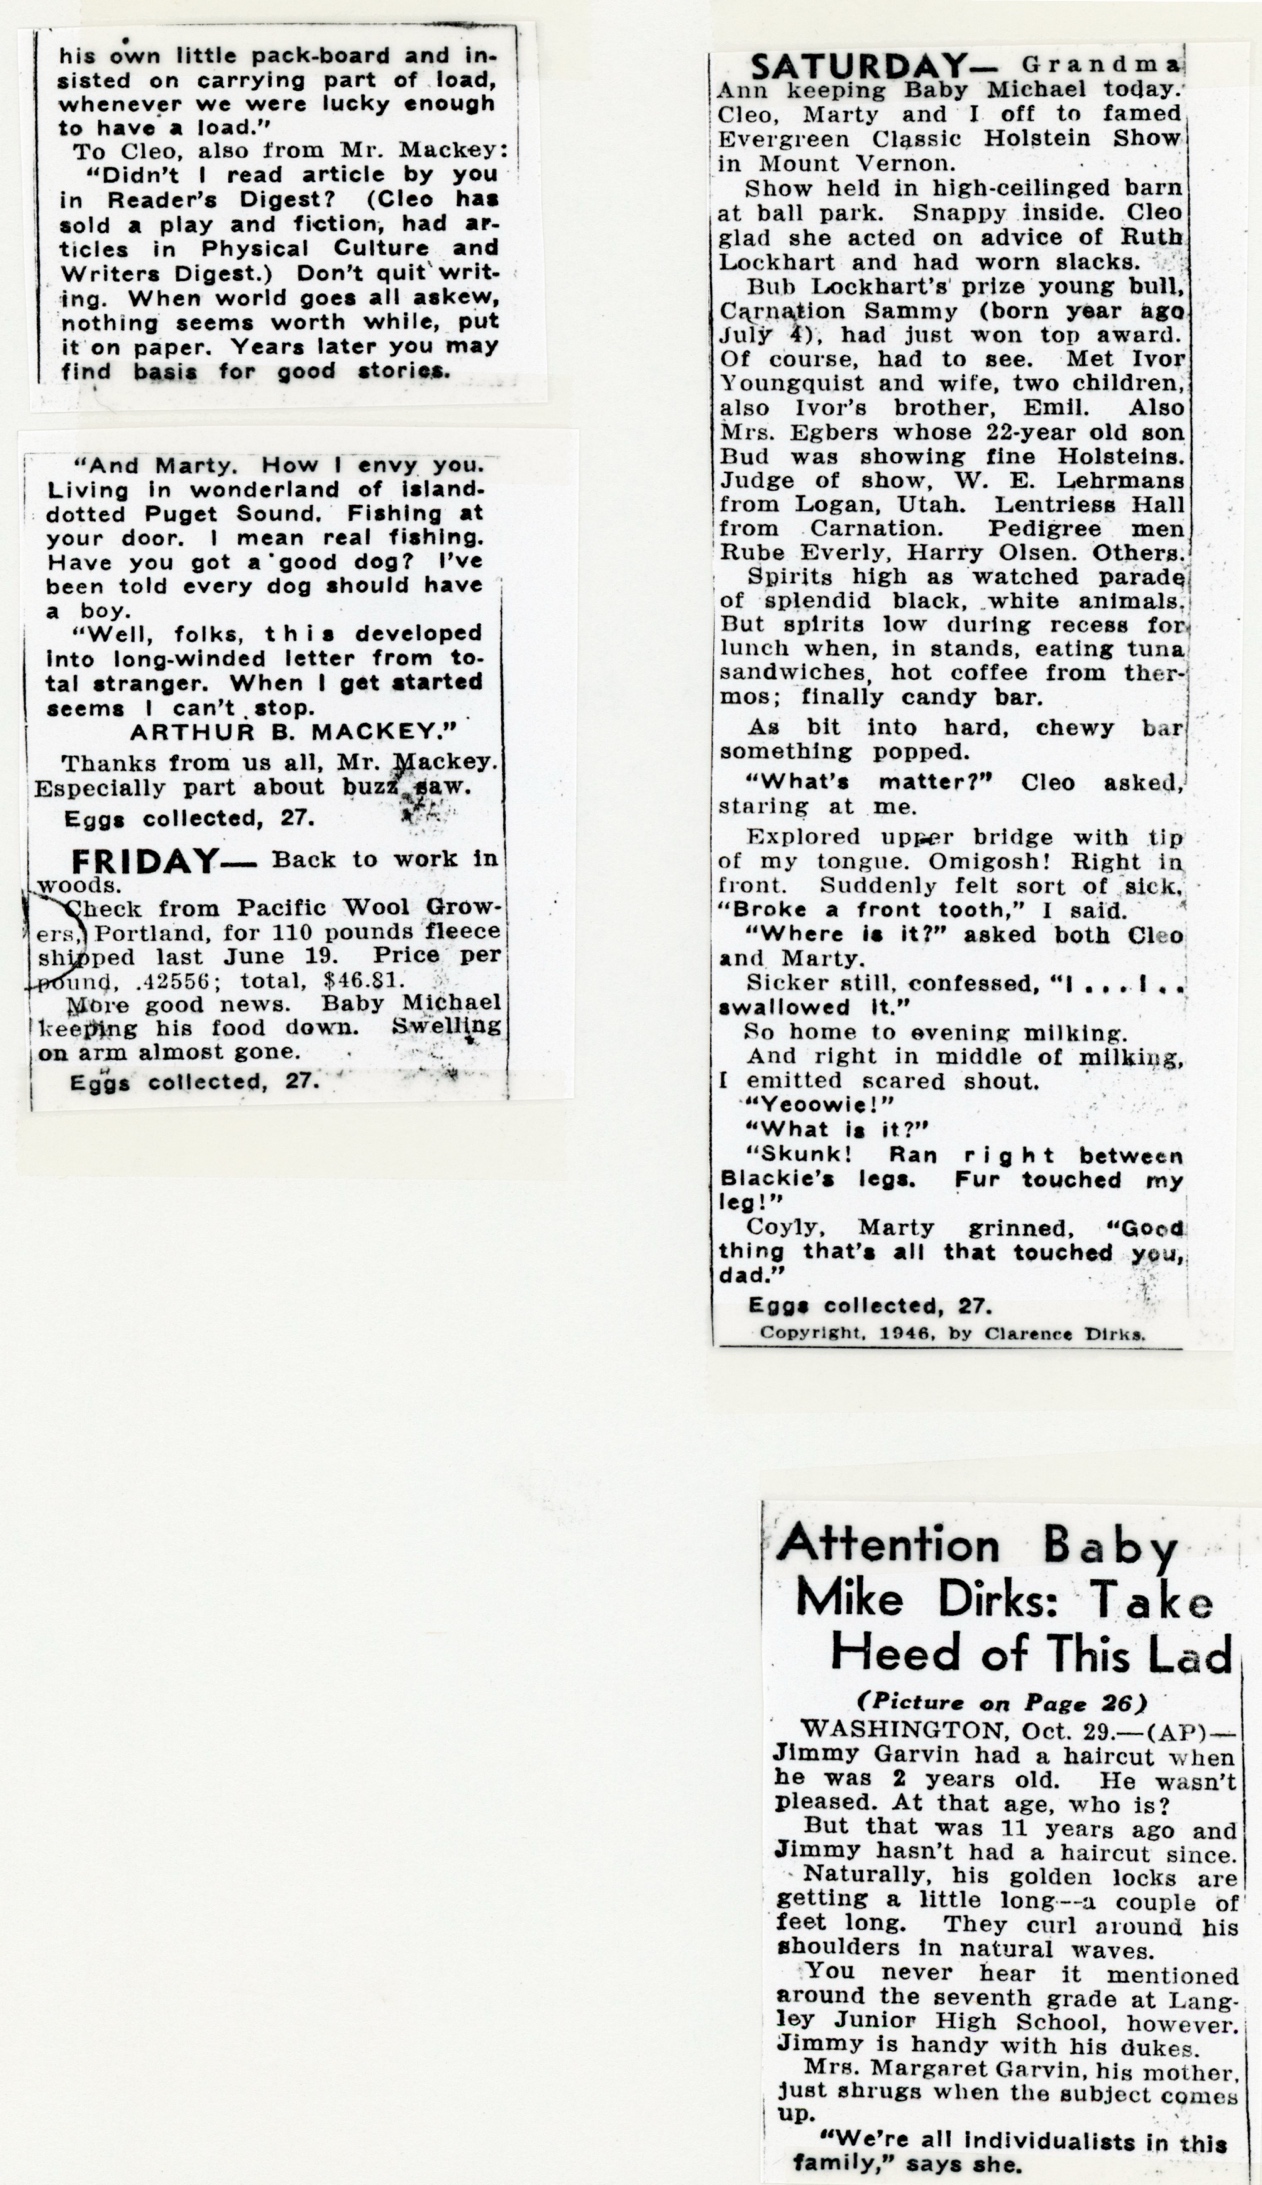 his own little pack-board and in-
sisted on carrying part of load,
whenever we were lucky enough
to have a load."
To Cleo, also from Mr. Mackey:
"Didn't I read article by you
in Reader's Digest? (Cleo has
sold a play and fiction, had ar-
ticles in Physical Culture and
Writers Digest.) Don't quit writ-
ing. When world goes all askew,
nothing seems worth while, put
it on paper. Years later you may
find basis for good stories.
"And Marty. How I envy you.
Living in wonderland of island-
dotted Puget Sound. Fishing at
your door. I mean real fishing.
Have you got a good dog? I've
been told every dog should have
a boy.
"Well, folks, this developed
into long-winded letter from to-
tal stranger. When I get started
seems I can't stop.
ARTHUR B. MACKEY."
Thanks from us all, Mr. Mackey.
Especially part about buzz saw.
Eggs collected, 27.
FRIDAY— Back to work in
woods.
Check from Pacific Wool Grow-
ers, Portland, for 110 pounds fleece
shipped last June 19. Price per
pound, .42556; total, $46.81.
More good news. Baby Michael
keeping his food down. Swelling
on arm almost gone.
Eggs collected, 27.
SATURDAY— Grandma
Ann keeping Baby Michael today.
Cleo, Marty and I off to famed
Evergreen Classic Holstein Show
in Mount Vernon.
Show held in high-ceilinged barn
at ball park. Snappy inside. Cleo
glad she acted on advice of Ruth
Lockhart and had worn slacks.
Bub Lockhart's prize young bull,
Carnation Sammy (born year ago
July 4), had just won top award.
Of course, had to see. Met Ivor
Youngquist and wife, two children,
also Ivor's brother, Emil. Also
Mrs. Egbers whose 22-year old son
Bud was showing fine Holsteins.
Judge of show, W. E. Lehrmans
from Logan, Utah. Lentriess Hall
from Carnation. Pedigree men
Rube Everly, Harry Olsen. Others.
Spirits high as watched parade
of splendid black, white animals.
But spirits low during recess for
lunch when, in stands, eating tuna
sandwiches, hot coffee from ther-
mos; finally candy bar.
As bit into hard, chewy bar
something popped.
"What's matter?" Cleo asked,
staring at me.
Explored upper bridge with tip
of my tongue. Omigosh! Right in
front. Suddenly felt sort of sick.
"Broke a front tooth," I said.
"Where is it?" asked both Cleo
and Marty.
Sicker still, confessed, "I . . . I . .
swallowed it."
So home to evening milking.
And right in middle of milking,
I emitted scared shout.
"Yeoowie!"
"What is it?"
"Skunk! Ran right between
Blackie's legs. Fur touched my
leg!"
Coyly, Marty grinned, "Good
thing that's all that touched you,
dad."
Eggs collected, 27.
Copyright, 1946, by Clarence Dirks.
Attention Baby
Mike Dirks: Take
Heed of This Lad
(Picture on Page 26)
WASHINGTON, Oct. 29.—(AP)—
Jimmy Garvin had a haircut when
he was 2 years old. He wasn't
pleased. At that age, who is?
But that was 11 years ago and
Jimmy hasn't had a haircut since.
Naturally, his golden locks are
getting a little long--a couple of
feet long. They curl around his
shoulders in natural waves.
You never hear it mentioned
around the seventh grade at Lang-
ley Junior High School, however.
Jimmy is handy with his dukes.
Mrs. Margaret Garvin, his mother,
just shrugs when the subject comes
up.
"We're all individualists in this
family," says she.